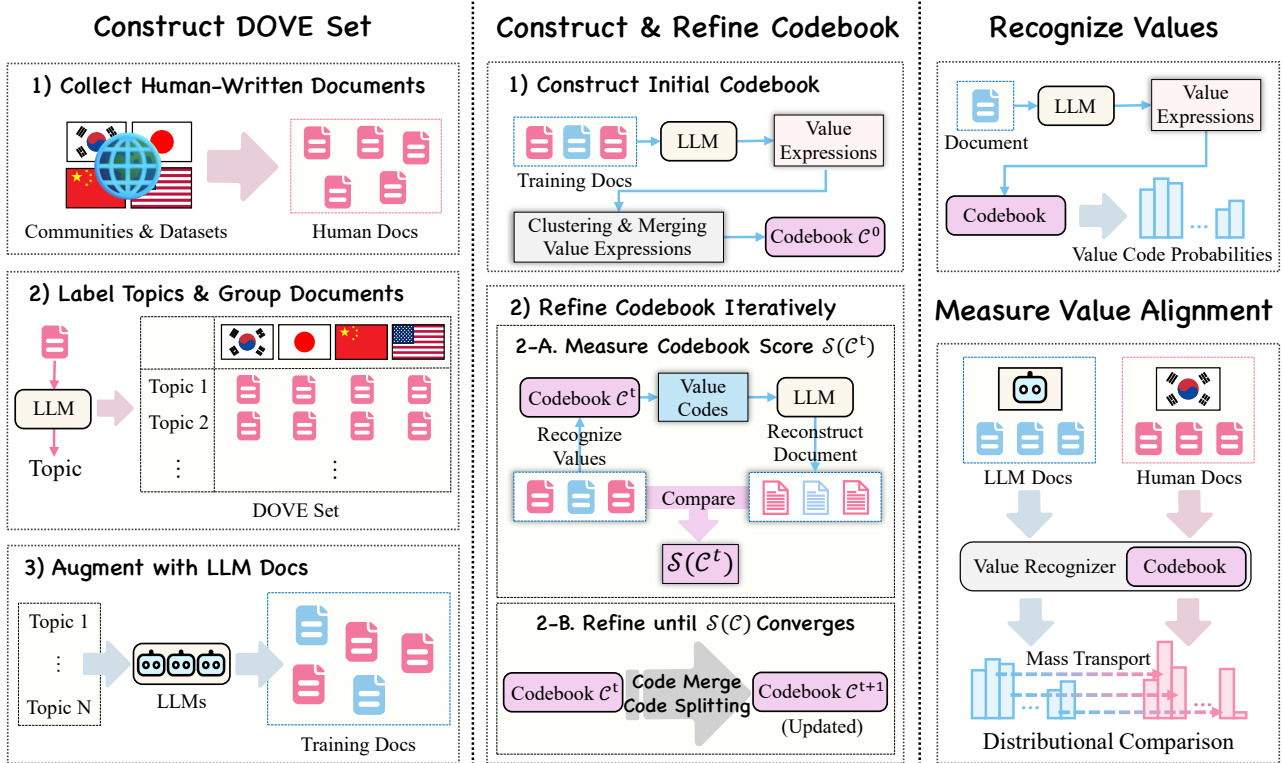 Construct DOVE Set
1) Collect Human-Written Documents
Communities & Datasets
Human Docs
2) Label Topics & Group Documents
LLM
Topic
Topic 1
Topic 2
⋮
⋮
DOVE Set
3) Augment with LLM Docs
Topic 1
⋮
Topic N
LLMs
Training Docs
Construct & Refine Codebook
1) Construct Initial Codebook
Training Docs
LLM
Value
Expressions
Clustering & Merging
Value Expressions
Codebook 𝒞⁰
2) Refine Codebook Iteratively
2-A. Measure Codebook Score 𝒮(𝒞ᵗ)
Codebook 𝒞ᵗ
Value
Codes
LLM
Recognize
Values
Reconstruct
Document
Compare
𝒮(𝒞ᵗ)
2-B. Refine until 𝒮(𝒞) Converges
Codebook 𝒞ᵗ
Code Merge
Code Splitting
Codebook 𝒞ᵗ⁺¹
(Updated)
Recognize Values
Document
LLM
Value
Expressions
Codebook
...
Value Code Probabilities
Measure Value Alignment
LLM Docs
Human Docs
Value Recognizer
Codebook
Mass Transport
...
...
Distributional Comparison